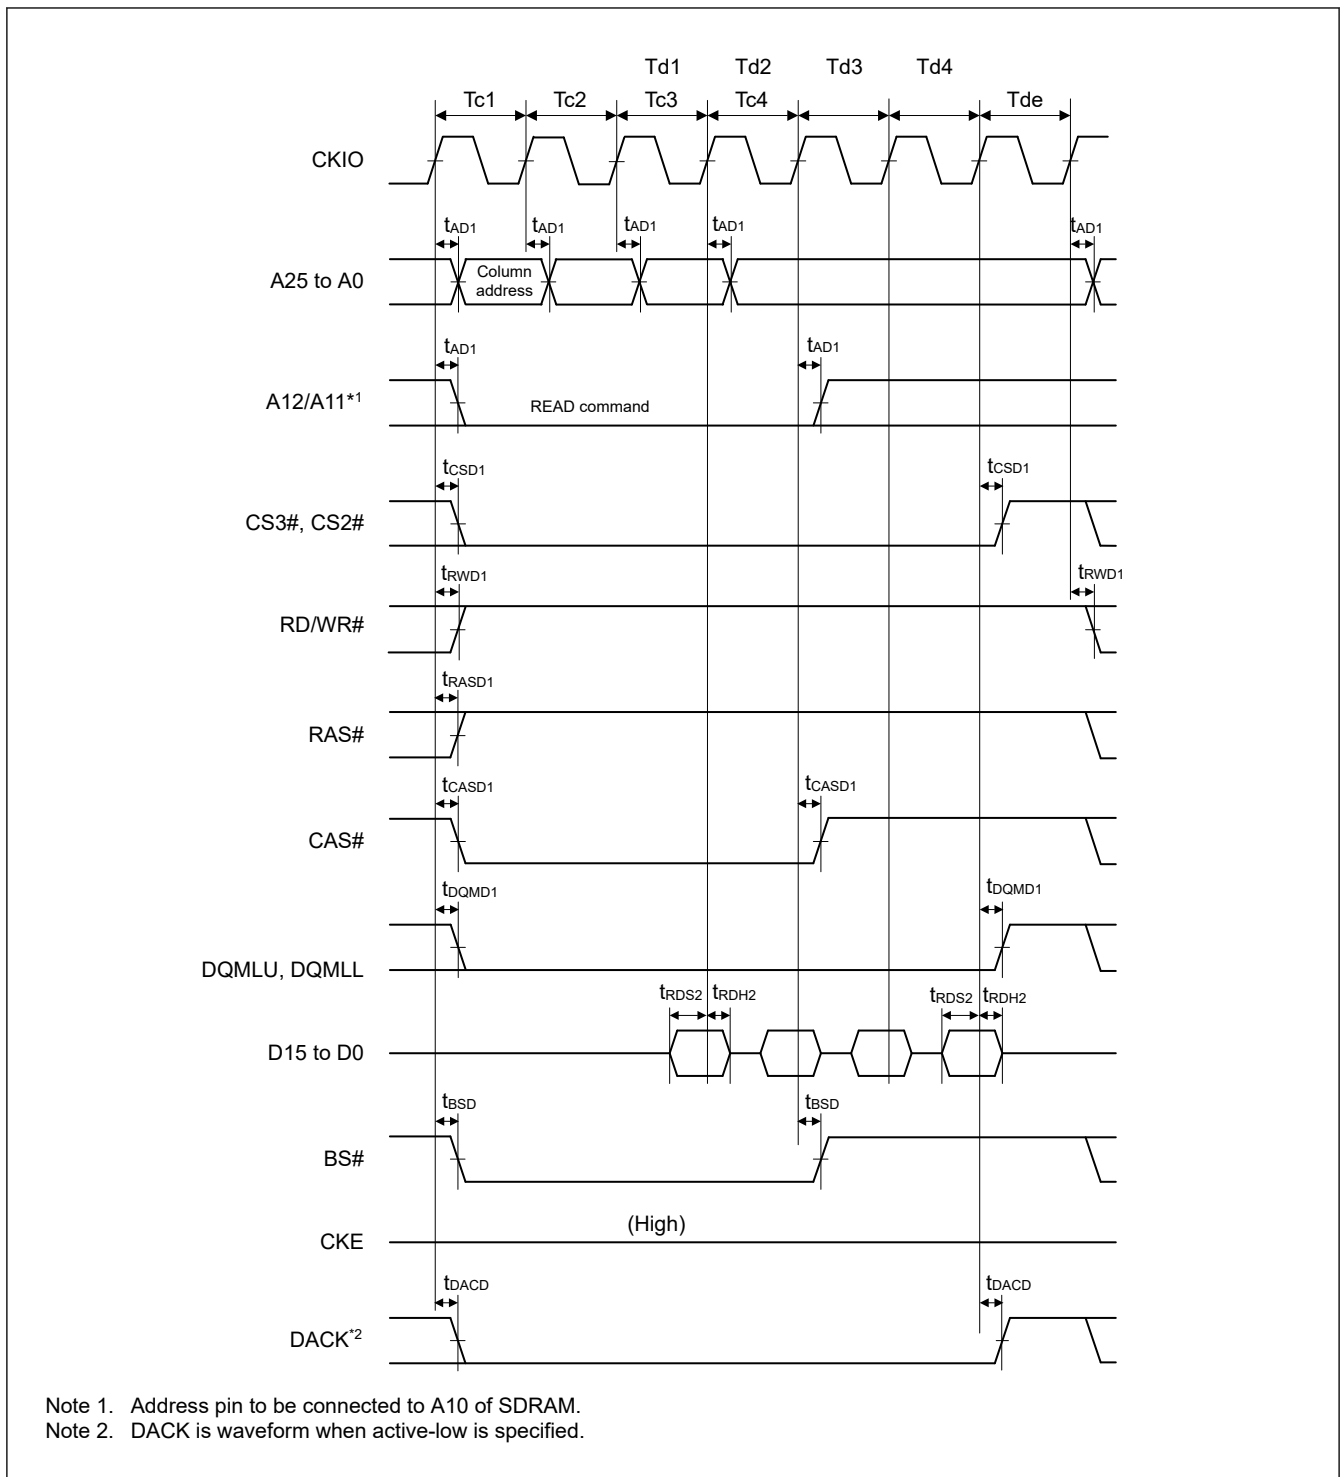 Td1 Td2 Td3 Td4
Tc1 Tc2 Tc3 Tc4 Tde
CKIO
tAD1 tAD1 tAD1 tAD1 tAD1
A25 to A0
Column
address
tAD1 tAD1
A12/A11*1
READ command
tCSD1 tCSD1
CS3#, CS2#
tRWD1 tRWD1
RD/WR#
tRASD1
RAS#
tCASD1 tCASD1
CAS#
tDQMD1 tDQMD1
DQMLU, DQMLL
tRDS2 tRDH2 tRDS2 tRDH2
D15 to D0
tBSD tBSD
BS#
(High)
CKE
tDACD tDACD
DACK*2
Note 1. Address pin to be connected to A10 of SDRAM.
Note 2. DACK is waveform when active-low is specified.